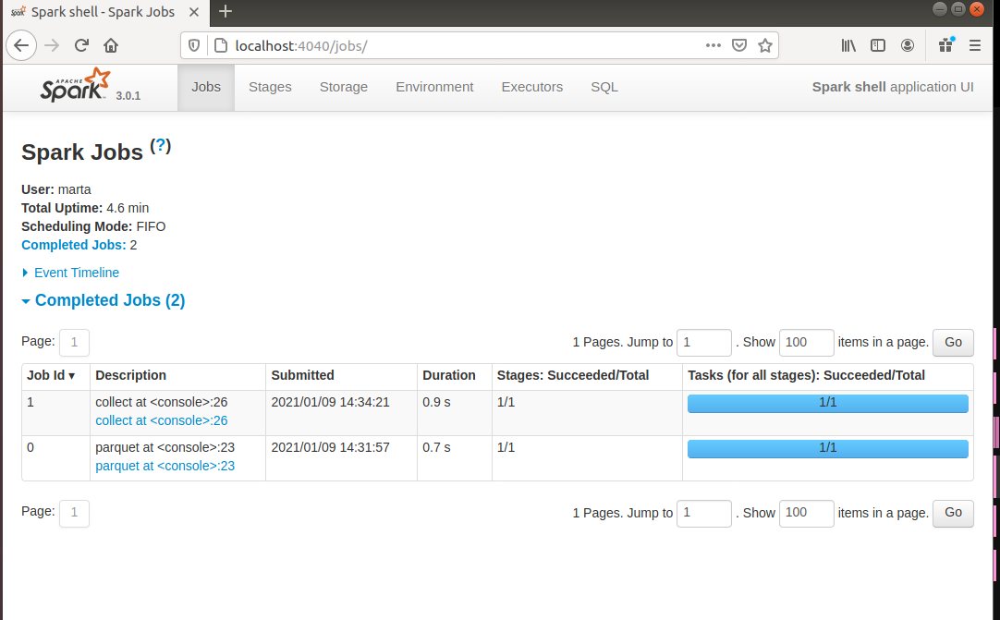 Spark shell - Spark Jobs
localhost:4040/jobs/
APACHE Spark 3.0.1 Jobs Stages Storage Environment Executors SQL Spark shell application UI
Spark Jobs (?)
User: marta
Total Uptime: 4.6 min
Scheduling Mode: FIFO
Completed Jobs: 2
Event Timeline
Completed Jobs (2)
Page: 1 1 Pages. Jump to 1 . Show 100 items in a page. Go
Job Id ▾ Description Submitted Duration Stages: Succeeded/Total Tasks (for all stages): Succeeded/Total
1 collect at <console>:26 2021/01/09 14:34:21 0.9 s 1/1 1/1
collect at <console>:26
0 parquet at <console>:23 2021/01/09 14:31:57 0.7 s 1/1 1/1
parquet at <console>:23
Page: 1 1 Pages. Jump to 1 . Show 100 items in a page. Go